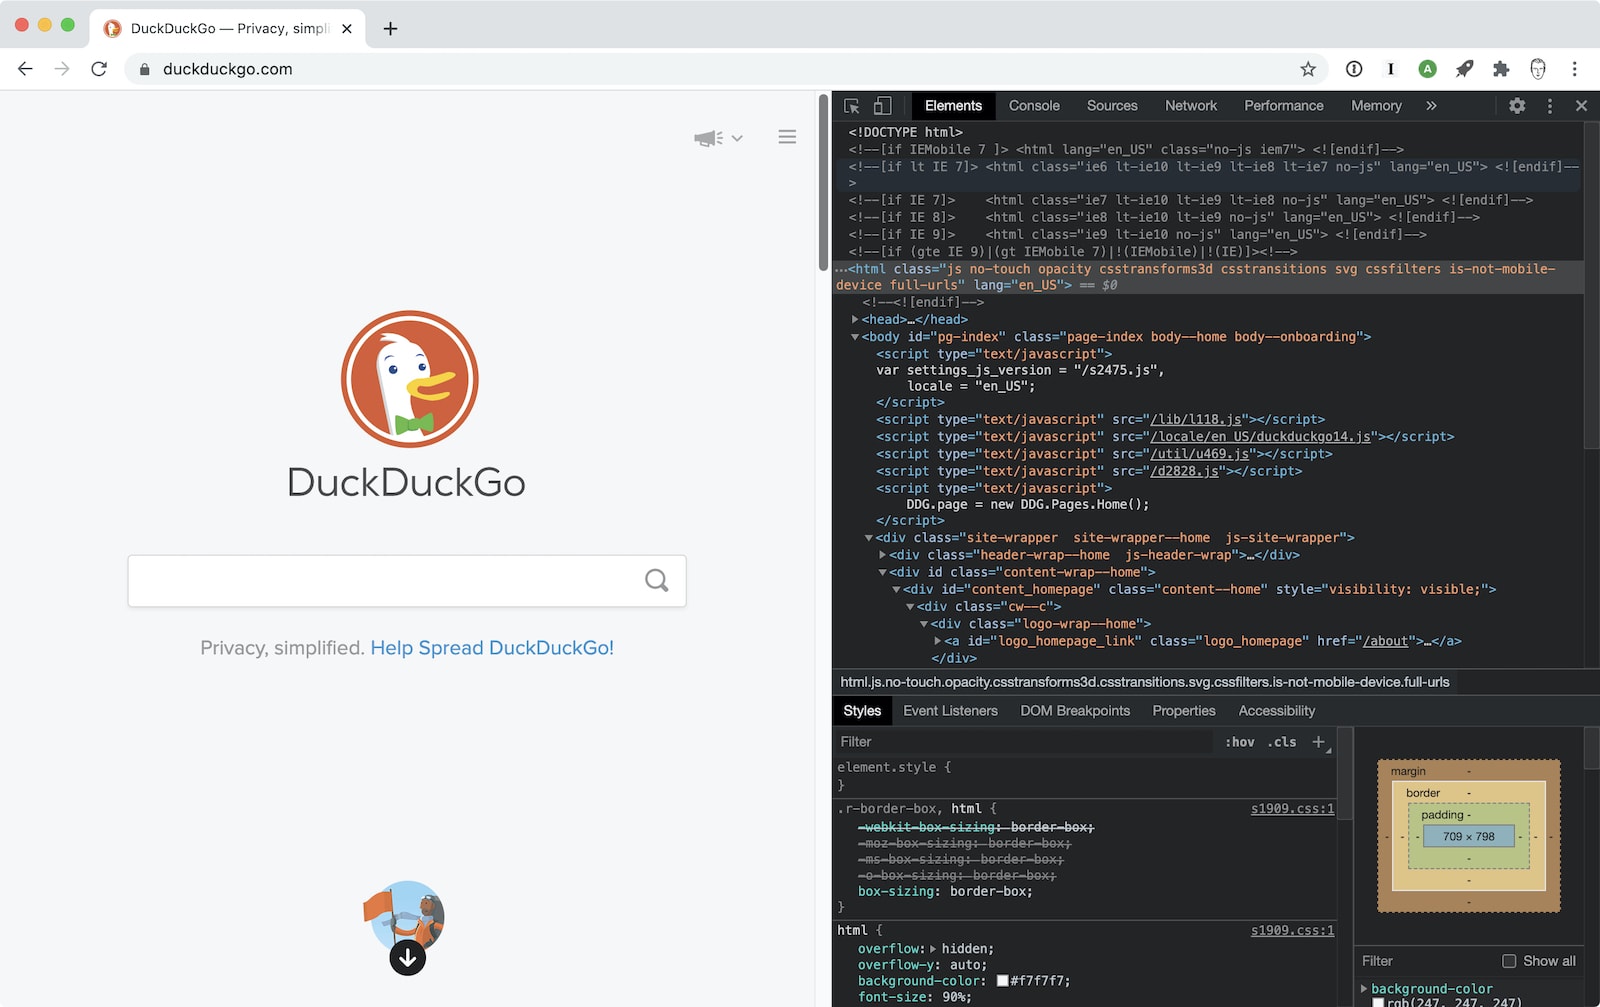 DuckDuckGo — Privacy, simpli
duckduckgo.com
I
A
DuckDuckGo
Privacy, simplified. Help Spread DuckDuckGo!
Elements Console Sources Network Performance Memory »
<!DOCTYPE html>
<!--[if IEMobile 7 ]> <html lang="en_US" class="no-js iem7"> <![endif]-->
<!--[if lt IE 7]> <html class="ie6 lt-ie10 lt-ie9 lt-ie8 lt-ie7 no-js" lang="en_US"> <![endif]--
>
<!--[if IE 7]>    <html class="ie7 lt-ie10 lt-ie9 lt-ie8 no-js" lang="en_US"> <![endif]-->
<!--[if IE 8]>    <html class="ie8 lt-ie10 lt-ie9 no-js" lang="en_US"> <![endif]-->
<!--[if IE 9]>    <html class="ie9 lt-ie10 no-js" lang="en_US"> <![endif]-->
<!--[if (gte IE 9)|(gt IEMobile 7)|!(IEMobile)|!(IE)]><!-->
…<html class="js no-touch opacity csstransforms3d csstransitions svg cssfilters is-not-mobile-
device full-urls" lang="en_US"> == $0
<!--<![endif]-->
<head>…</head>
<body id="pg-index" class="page-index body--home body--onboarding">
<script type="text/javascript">
var settings_js_version = "/s2475.js",
locale = "en_US";
</script>
<script type="text/javascript" src="/lib/l118.js"></script>
<script type="text/javascript" src="/locale/en_US/duckduckgo14.js"></script>
<script type="text/javascript" src="/util/u469.js"></script>
<script type="text/javascript" src="/d2828.js"></script>
<script type="text/javascript">
DDG.page = new DDG.Pages.Home();
</script>
<div class="site-wrapper  site-wrapper--home  js-site-wrapper">
<div class="header-wrap--home  js-header-wrap">…</div>
<div id class="content-wrap--home">
<div id="content_homepage" class="content--home" style="visibility: visible;">
<div class="cw--c">
<div class="logo-wrap--home">
<a id="logo_homepage_link" class="logo_homepage" href="/about">…</a>
</div>
html.js.no-touch.opacity.csstransforms3d.csstransitions.svg.cssfilters.is-not-mobile-device.full-urls
Styles Event Listeners DOM Breakpoints Properties Accessibility
Filter :hov .cls +
element.style {
}
.r-border-box, html { s1909.css:1
-webkit-box-sizing: border-box;
-moz-box-sizing: border-box;
-ms-box-sizing: border-box;
-o-box-sizing: border-box;
box-sizing: border-box;
}
html { s1909.css:1
overflow: hidden;
overflow-y: auto;
background-color: #f7f7f7;
font-size: 90%;
margin -
border -
padding -
- - - 709 × 798 - - -
-
-
-
Filter Show all
background-color
rgb(247, 247, 247)